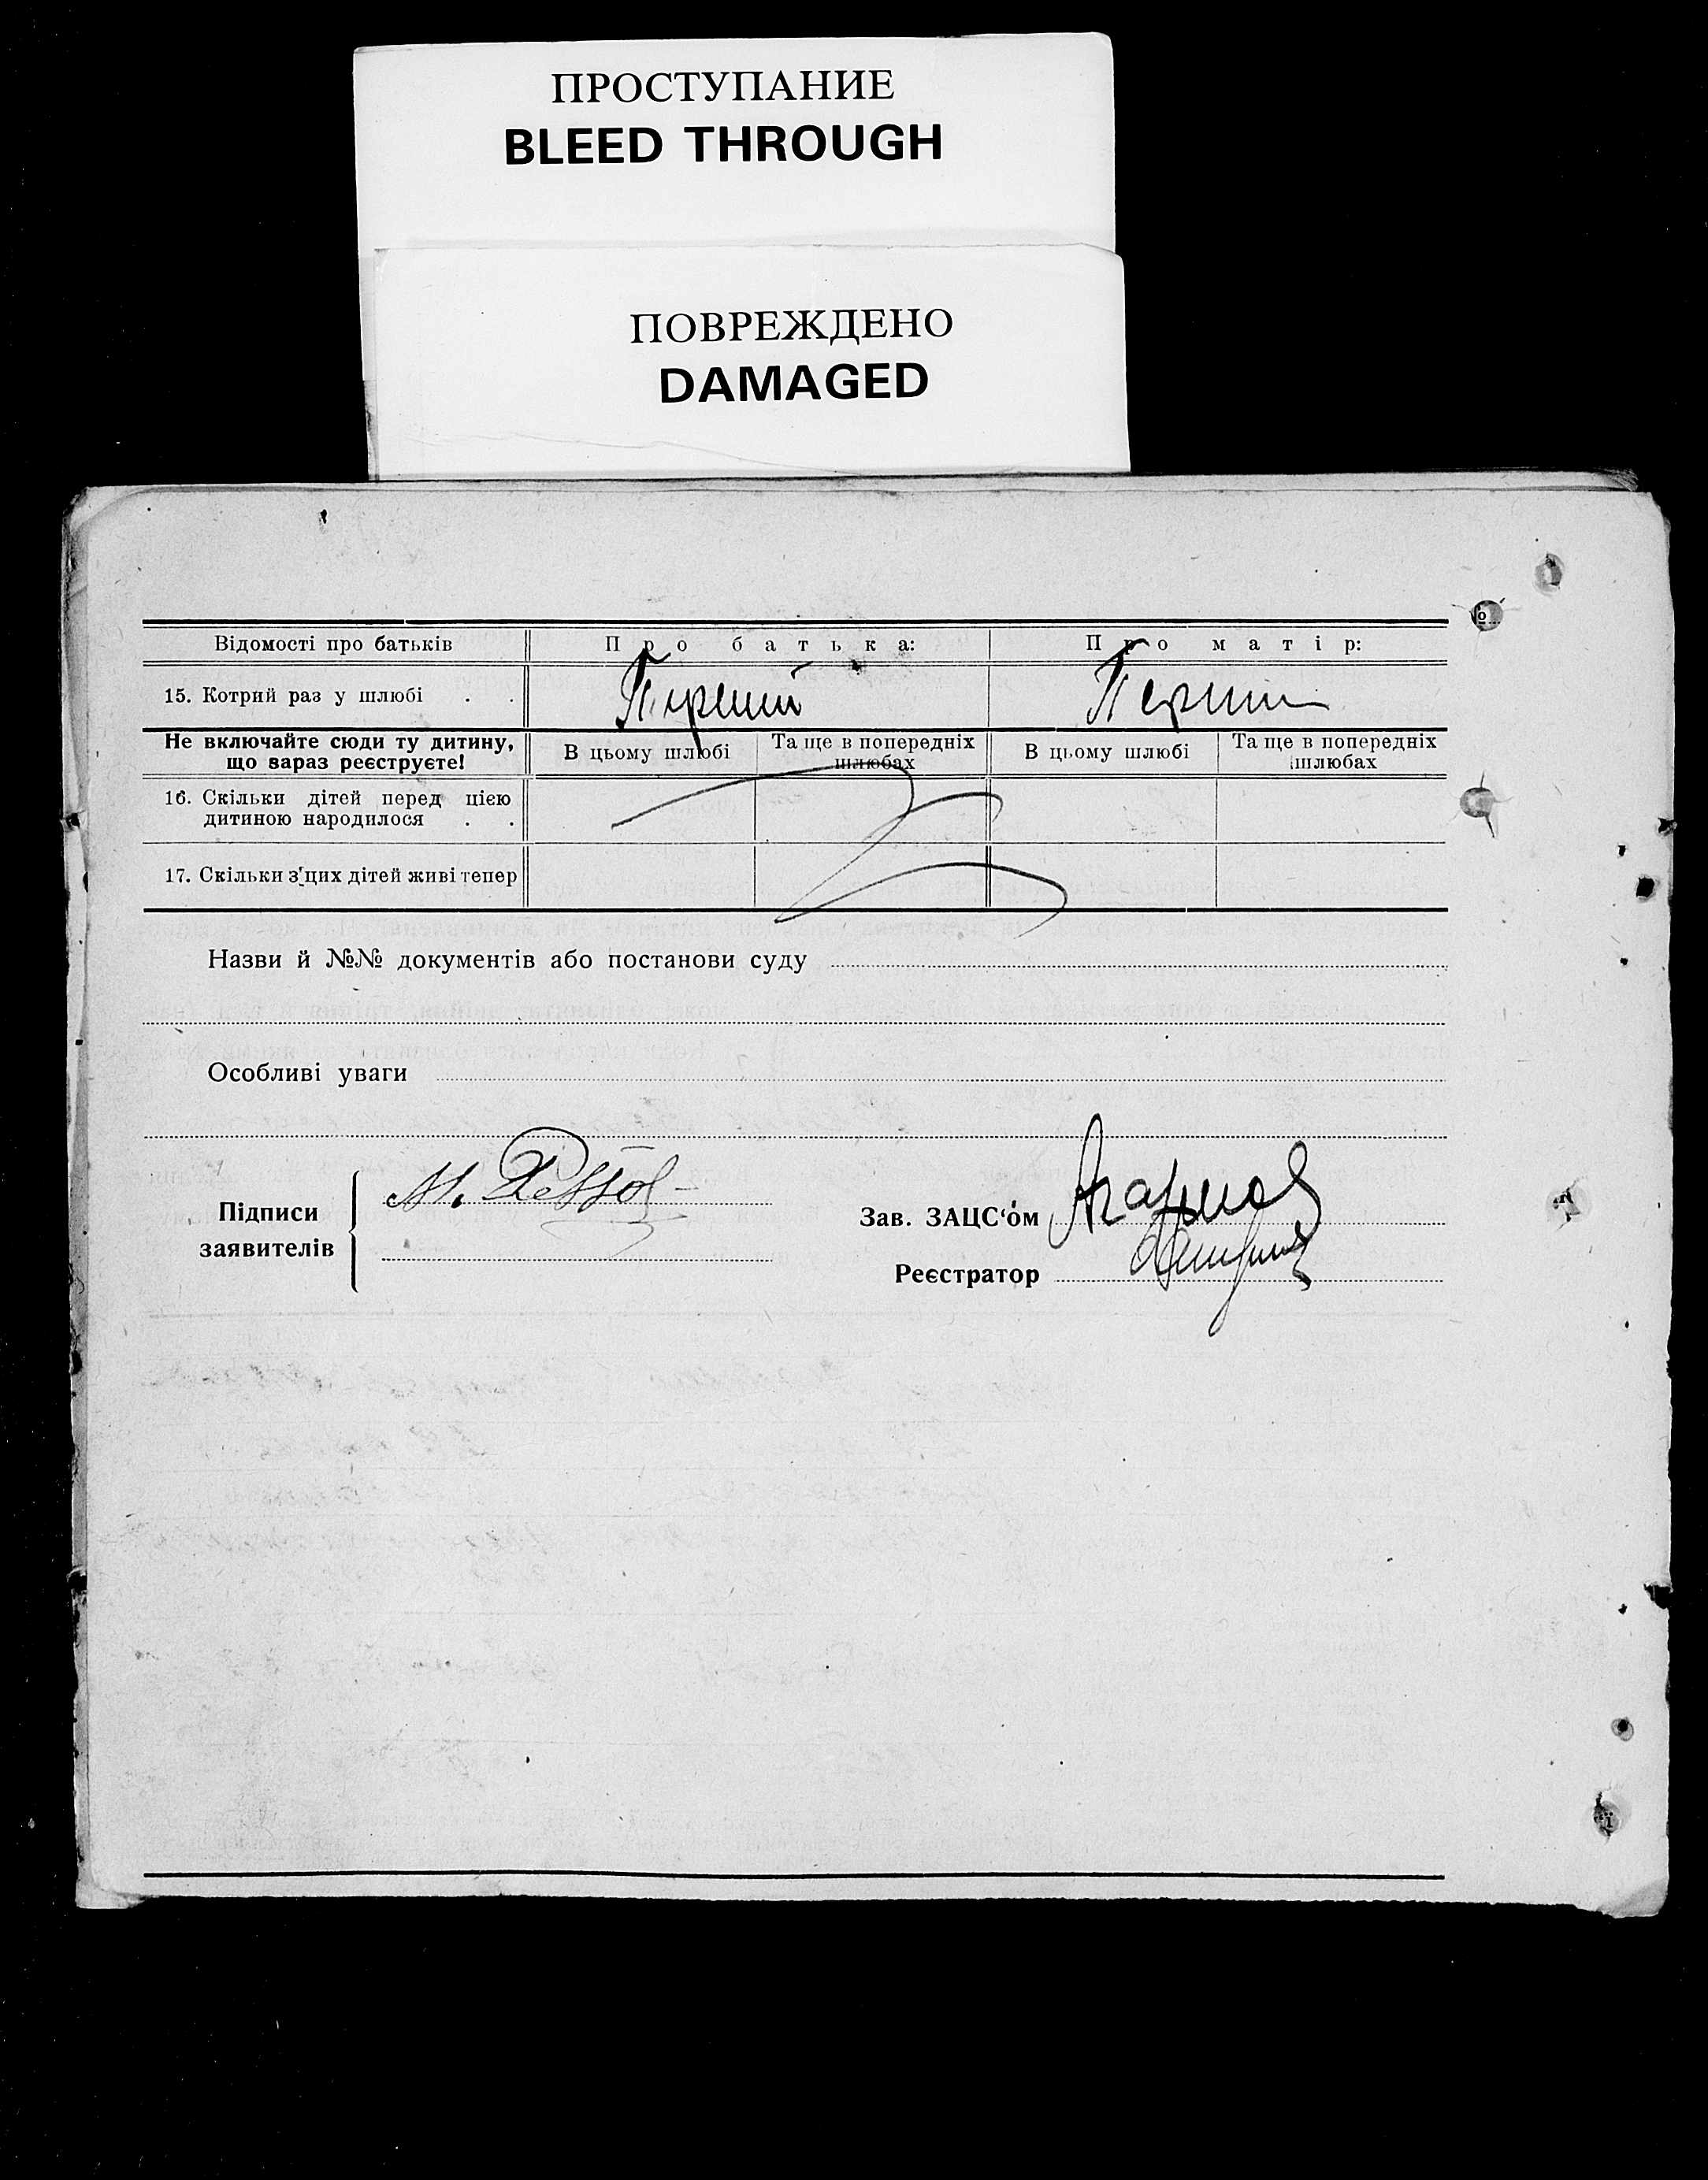 ПРОСТУПАНИЕ
BLEED THROUGH
ПОВРЕЖДЕНО
DAMAGED
Відомості про батьків Про батька: Про матір:
15. Котрий раз у шлюбі . . Перший Перший
Не включайте сюди ту дитину, що вараз реєструєте! В цьому шлюбі Та ще в попередніх шлюбах В цьому шлюбі Та ще в попередніх шлюбах
16. Скільки дітей перед цією
дитиною народилося . .
17. Скільки з'цих дітей живі тепер
Назви й №№ документів або постанови суду
Особливі уваги
Підписи
заявителів
М.
Зав. ЗАЦС‘ом
Реєстратор